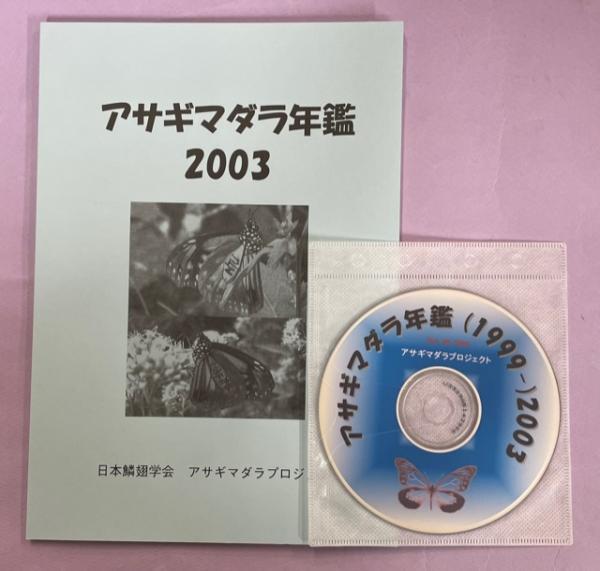 アサギマダラ年鑑
2003
日本鱗翅学会 アサギマダラプロジ
アサギマダラ年鑑(1999-)2003
アサギマダラプロジェクト